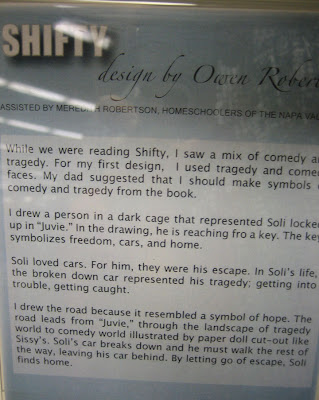 SHIFTY
design by Owen Rober
ASSISTED BY MEREDITH ROBERTSON, HOMESCHOOLERS OF THE NAPA VAL
While we were reading Shifty, I saw a mix of comedy an
tragedy. For my first design, I used tragedy and comed
faces. My dad suggested that I should make symbols o
comedy and tragedy from the book.
I drew a person in a dark cage that represented Soli locked
up in “Juvie.” In the drawing, he is reaching fro a key. The key
symbolizes freedom, cars, and home.
Soli loved cars. For him, they were his escape. In Soli's life,
the broken down car represented his tragedy; getting into
trouble, getting caught.
I drew the road because it resembled a symbol of hope. The
road leads from “Juvie,” through the landscape of tragedy
world to comedy world illustrated by paper doll cut-out like
Sissy's. Soli's car breaks down and he must walk the rest of
the way, leaving his car behind. By letting go of escape, Soli
finds home.